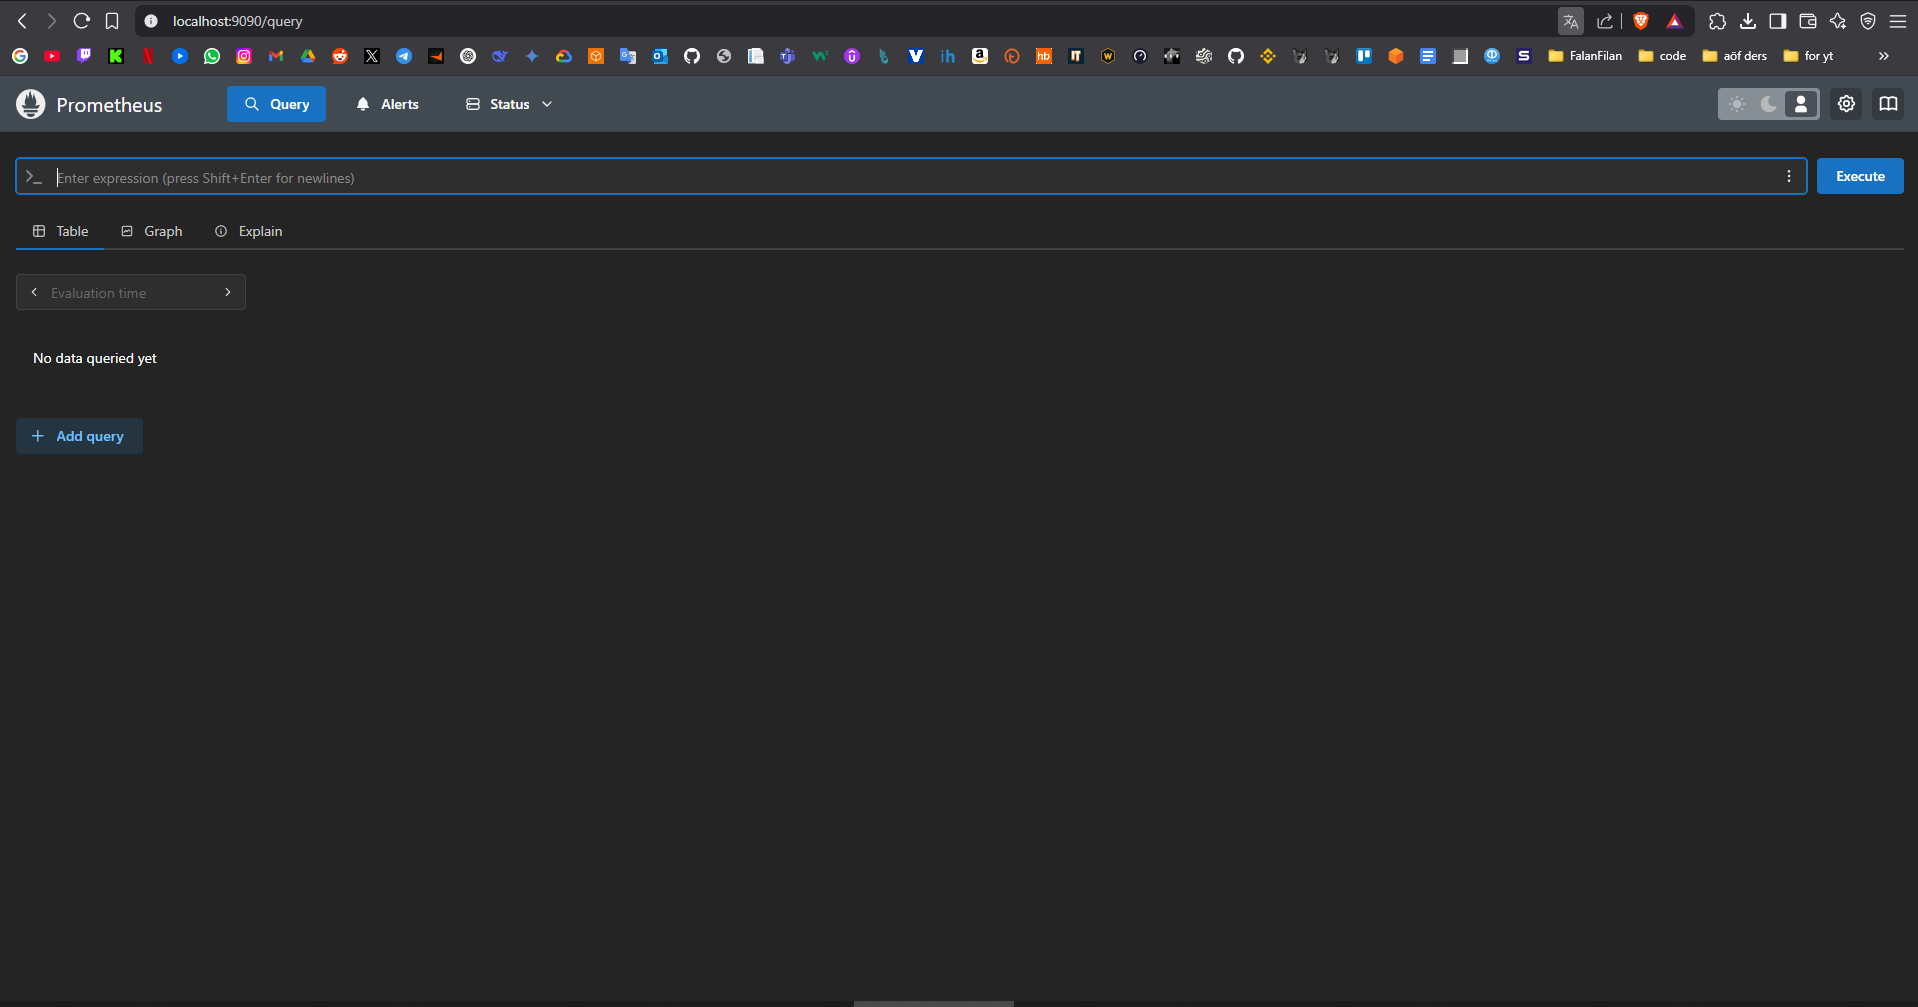 localhost:9090/query
FalanFilan code aöf ders for yt
Prometheus Query Alerts Status
Enter expression (press Shift+Enter for newlines)
Execute
Table Graph Explain
Evaluation time
No data queried yet
Add query